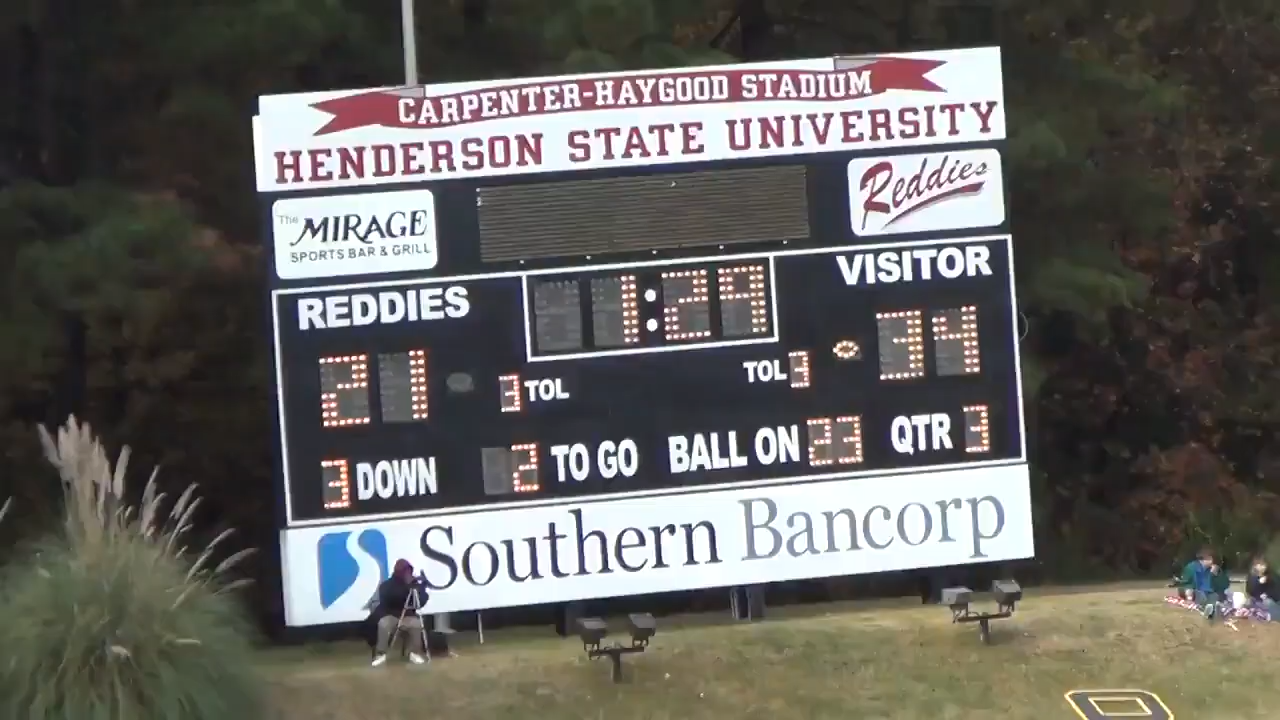 CARPENTER-HAYGOOD STADIUM
HENDERSON STATE UNIVERSITY
The MIRAGE
SPORTS BAR & GRILL
Reddies
REDDIES
1:29
VISITOR
21
3 TOL
TOL 3
34
3 DOWN
2 TO GO
BALL ON 23
QTR 3
Southern Bancorp